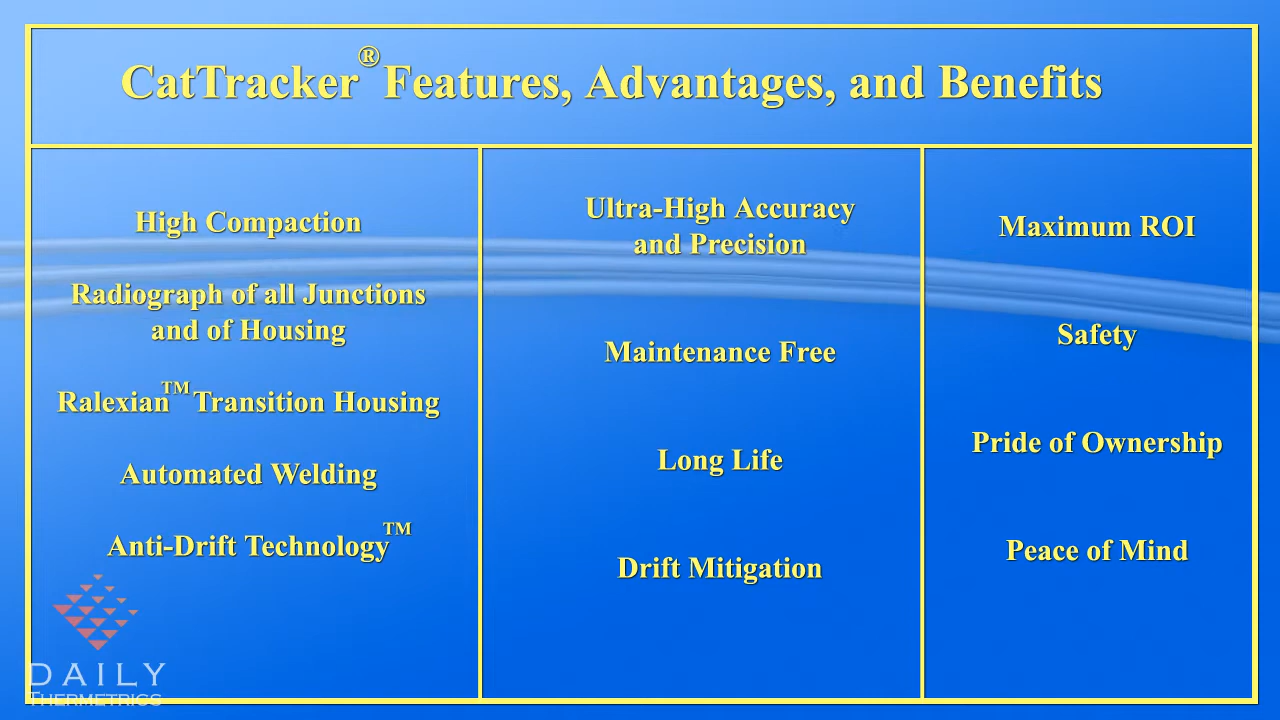 CatTracker® Features, Advantages, and Benefits
High Compaction
Radiograph of all Junctions
and of Housing
Ralexian™ Transition Housing
Automated Welding
Anti-Drift Technology™
Ultra-High Accuracy
and Precision
Maintenance Free
Long Life
Drift Mitigation
Maximum ROI
Safety
Pride of Ownership
Peace of Mind
DAILY
THERMETRICS